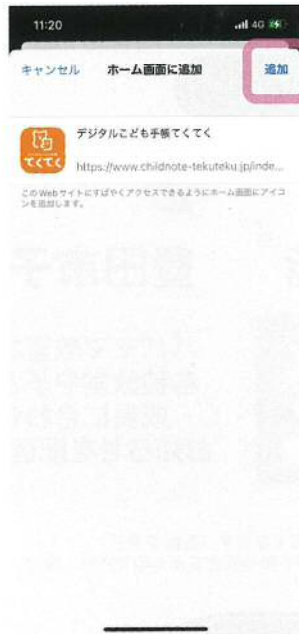 11:20
4G
キャンセル
ホーム画面に追加
追加
てくてく
デジタルこども手帳てくてく
https://www.childnote-tekuteku.jp/inde...
このWebサイトにすばやくアクセスできるようにホーム画面にアイコ
ンを追加します。